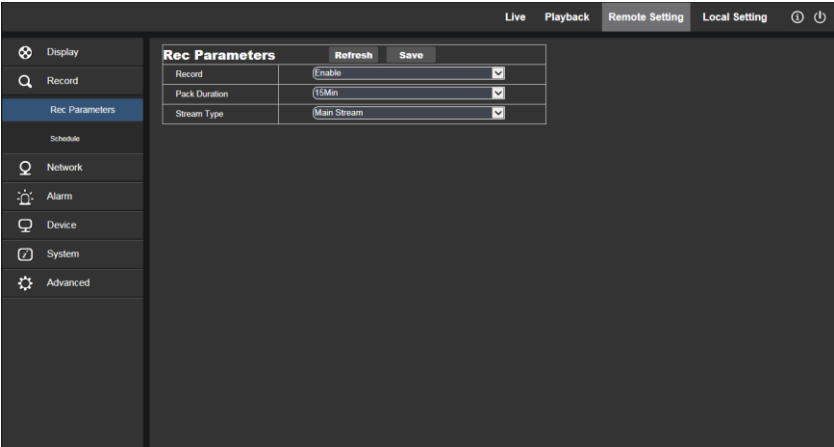 Live Playback Remote Setting Local Setting
Display
Record
Rec Parameters
Schedule
Network
Alarm
Device
System
Advanced
Rec Parameters Refresh Save
Record Enable
Pack Duration 15Min
Stream Type Main Stream